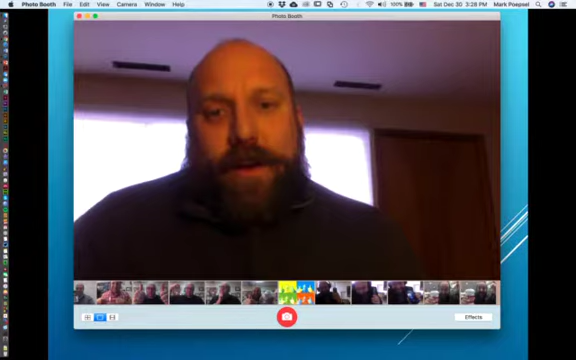 Photo Booth File Edit View Camera Window Help 100% Sat Dec 30 3:28 PM Mark Poepsel
Photo Booth
Effects